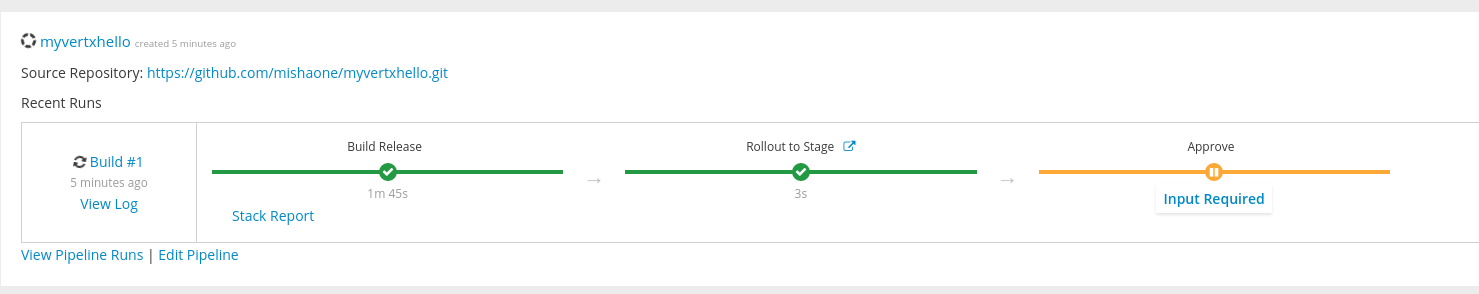 myvertxhello created 5 minutes ago
Source Repository: https://github.com/mishaone/myvertxhello.git
Recent Runs
Build #1
5 minutes ago
View Log
Build Release
1m 45s
Stack Report
→
Rollout to Stage
3s
→
Approve
Input Required
View Pipeline Runs | Edit Pipeline